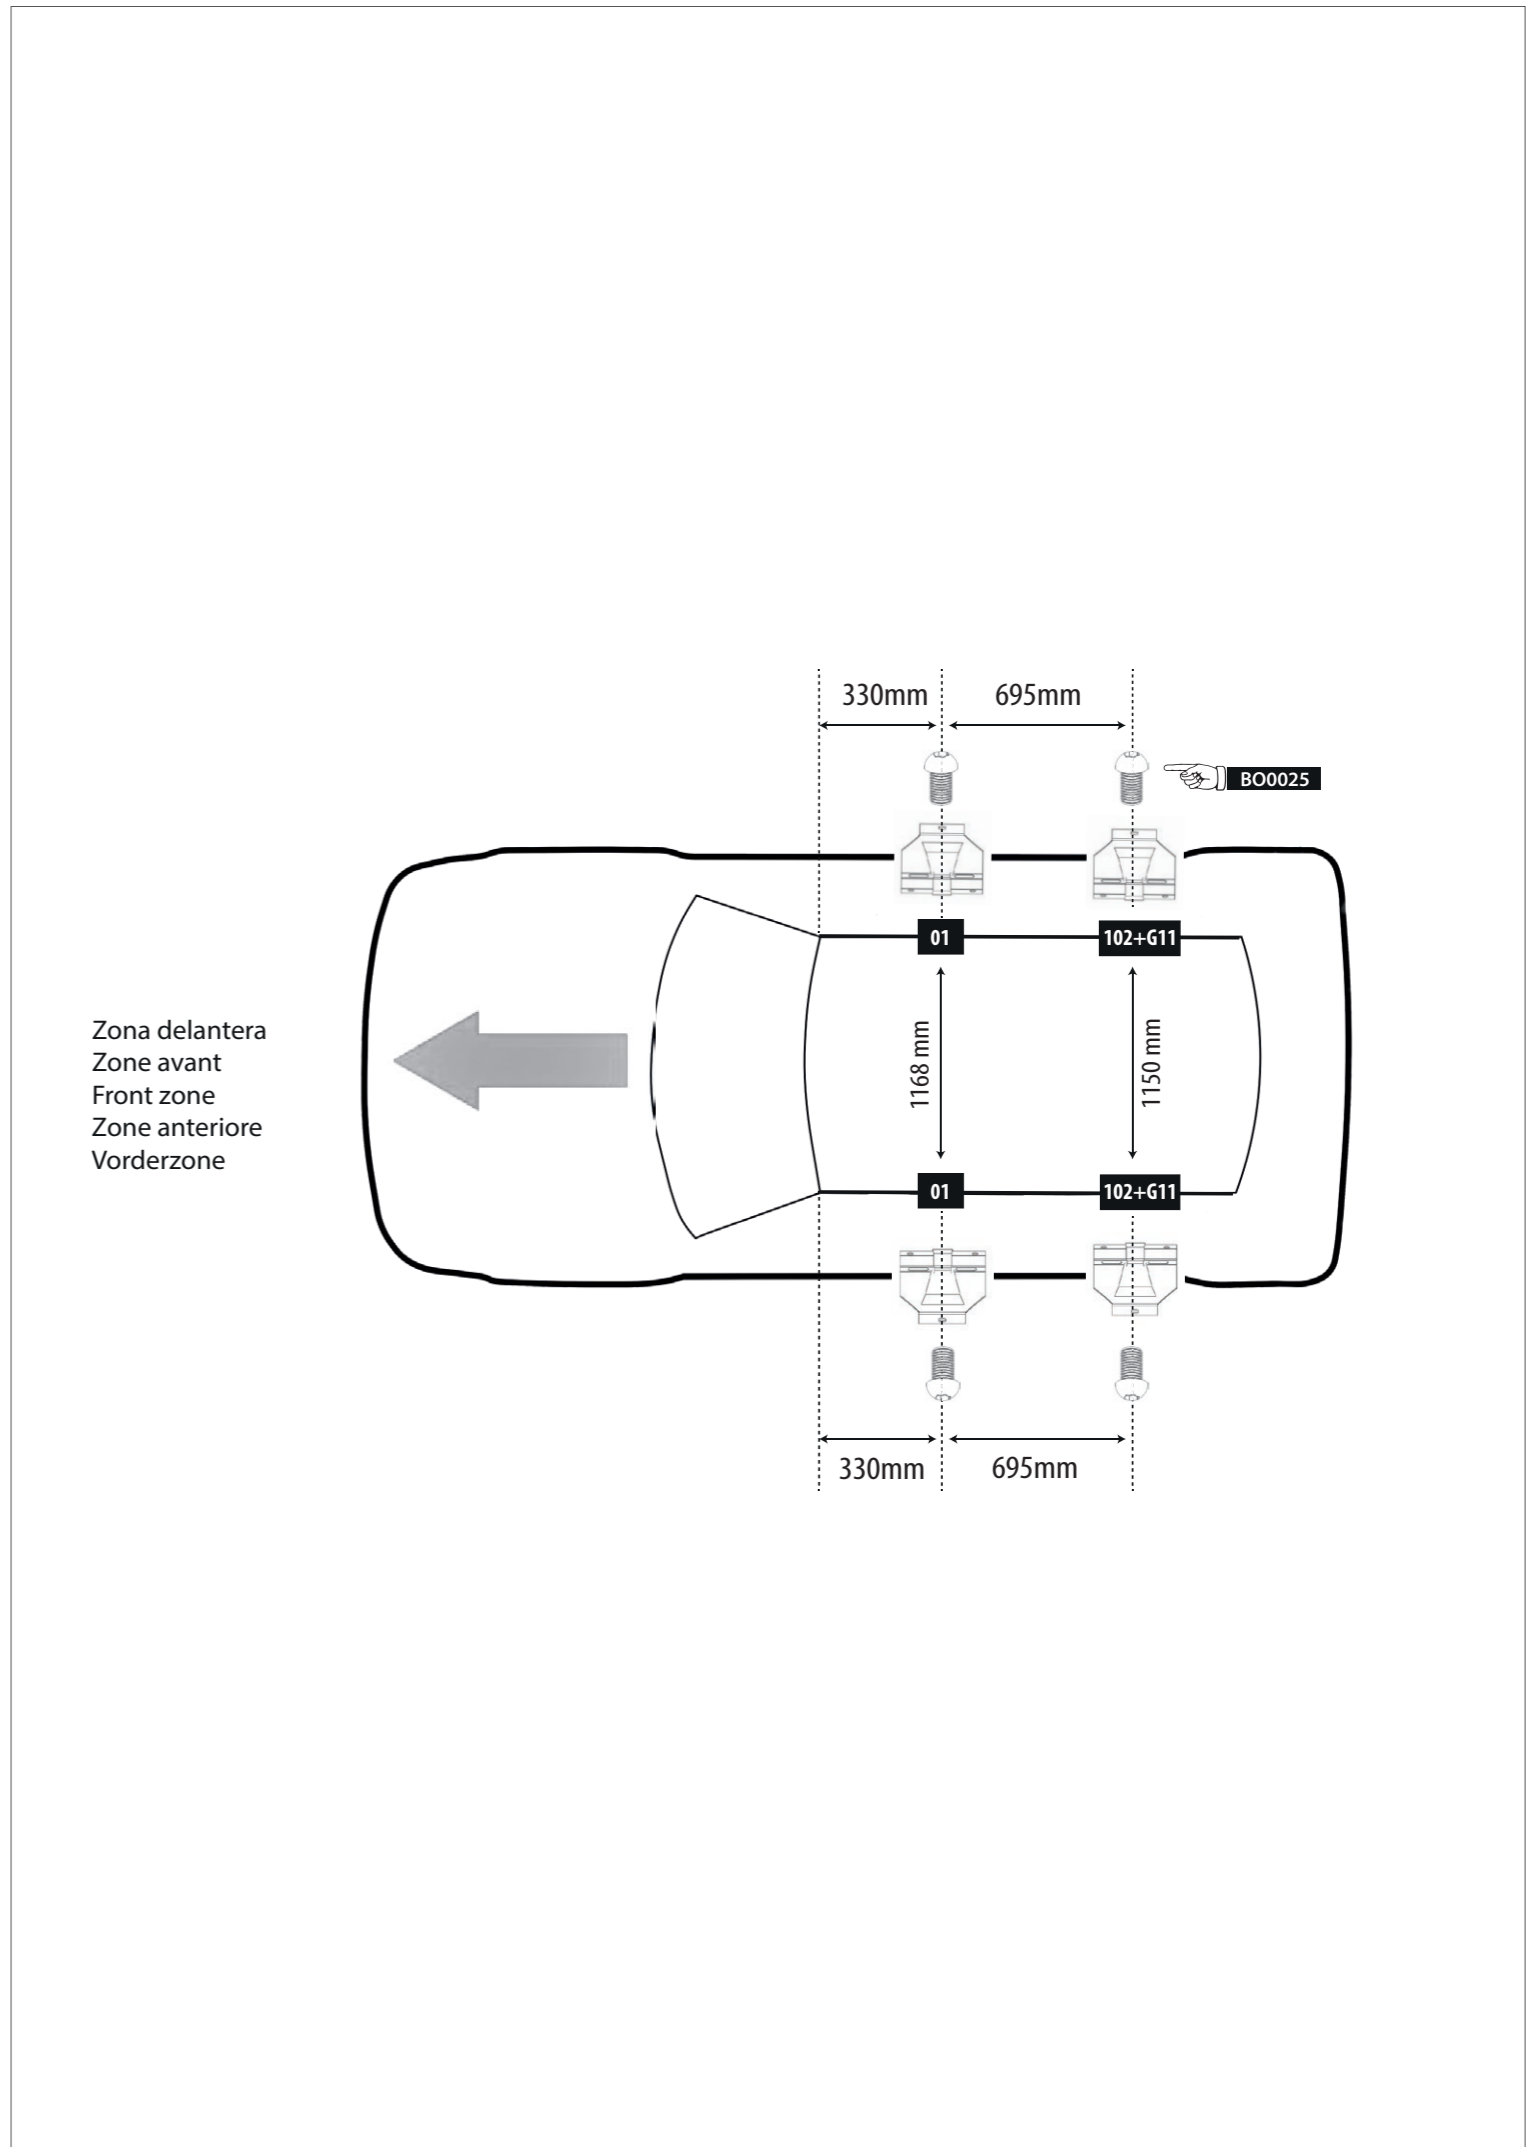 330mm
695mm
BO0025
01
102+G11
Zona delantera
Zone avant
Front zone
Zone anteriore
Vorderzone
1168 mm
1150 mm
01
102+G11
330mm
695mm